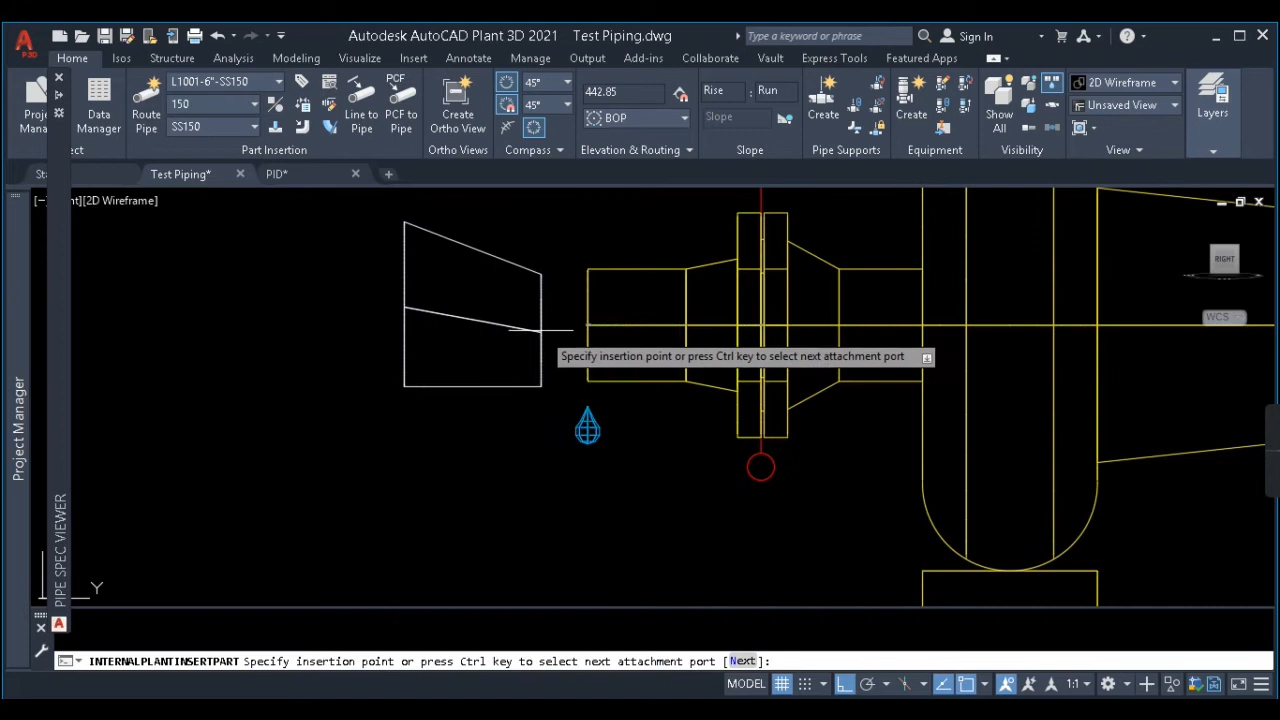 Autodesk AutoCAD Plant 3D 2021 Test Piping.dwg
Type a keyword or phrase
Sign In
P3D
Home Isos Structure Analysis Modeling Visualize Insert Annotate Manage Output Add-ins Collaborate Vault Express Tools Featured Apps
L1001-6"-SS150
150
SS150
Data
Manager
Route
Pipe
Line to
Pipe
PCF
PCF to
Pipe
Create
Ortho View
45°
45°
442.85
BOP
Rise : Run
Slope
Create
Create
Show
All
2D Wireframe
Unsaved View
Layers
Part Insertion
Ortho Views
Compass
Elevation & Routing
Slope
Pipe Supports
Equipment
Visibility
View
Test Piping*
PID*
[2D Wireframe]
RIGHT
WCS
Specify insertion point or press Ctrl key to select next attachment port
Project Manager
PIPE SPEC VIEWER
Y
INTERNALPLANTINSERTPART Specify insertion point or press Ctrl key to select next attachment port [Next]:
MODEL
1:1